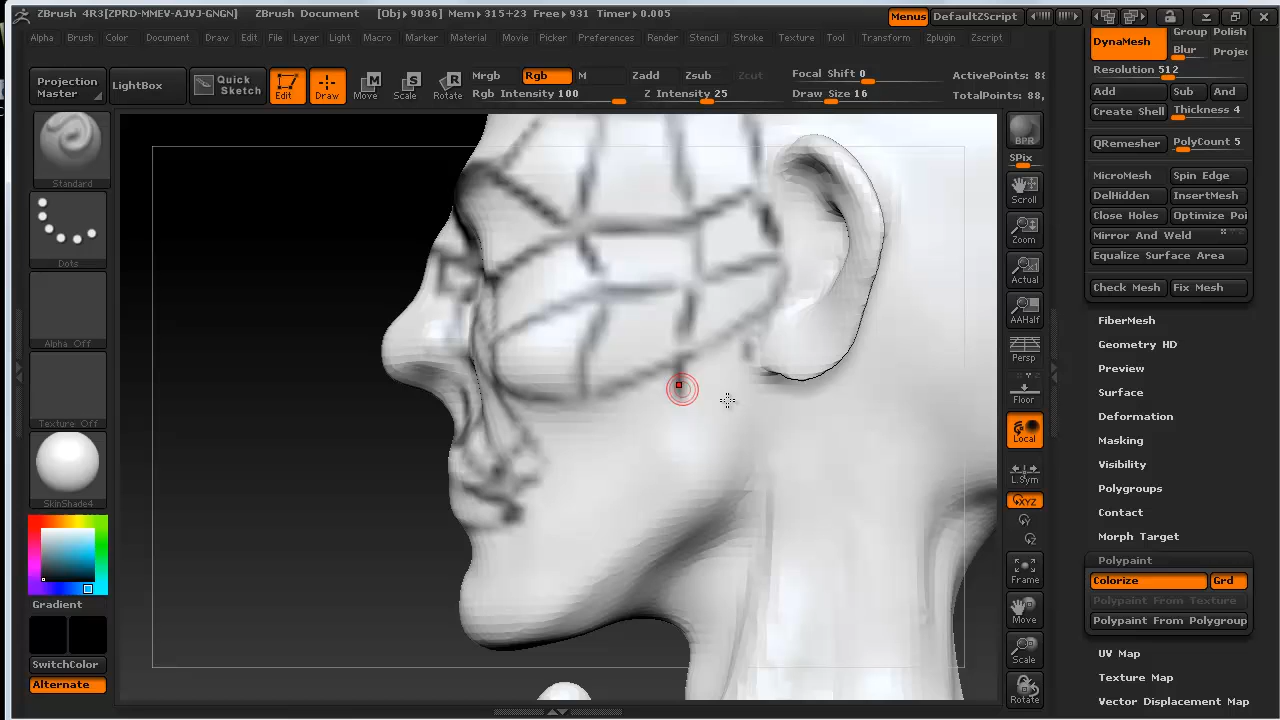 ZBrush 4R3[ZPRD-MMEV-AJVJ-GNGN] ZBrush Document [Obj▸9036] Mem▸315+23 Free▸931 Timer▸0.005 Menus DefaultZScript
Alpha Brush Color Document Draw Edit File Layer Light Macro Marker Material Movie Picker Preferences Render Stencil Stroke Texture Tool Transform Zplugin Zscript
Projection Master
LightBox
Quick Sketch
Edit
Draw
Move
Scale
Rotate
Mrgb Rgb M Zadd Zsub Zcut
Rgb Intensity 100 Z Intensity 25
Focal Shift 0
Draw Size 16
ActivePoints: 88
TotalPoints: 88,
Standard
Dots
Alpha Off
Texture Off
SkinShade4
Gradient
SwitchColor
Alternate
BPR
SPix
Scroll
Zoom
Actual
AAHalf
Persp
Floor
Local
L.Sym
XYZ
Y
Z
Frame
Move
Scale
Rotate
DynaMesh Group Polish
Blur Projec
Resolution 512
Add Sub And
Create Shell Thickness 4
QRemesher PolyCount 5
MicroMesh Spin Edge
DelHidden InsertMesh
Close Holes Optimize Poi
Mirror And Weld
Equalize Surface Area
Check Mesh Fix Mesh
FiberMesh
Geometry HD
Preview
Surface
Deformation
Masking
Visibility
Polygroups
Contact
Morph Target
Polypaint
Colorize Grd
Polypaint From Texture
Polypaint From Polygroup
UV Map
Texture Map
Vector Displacement Map